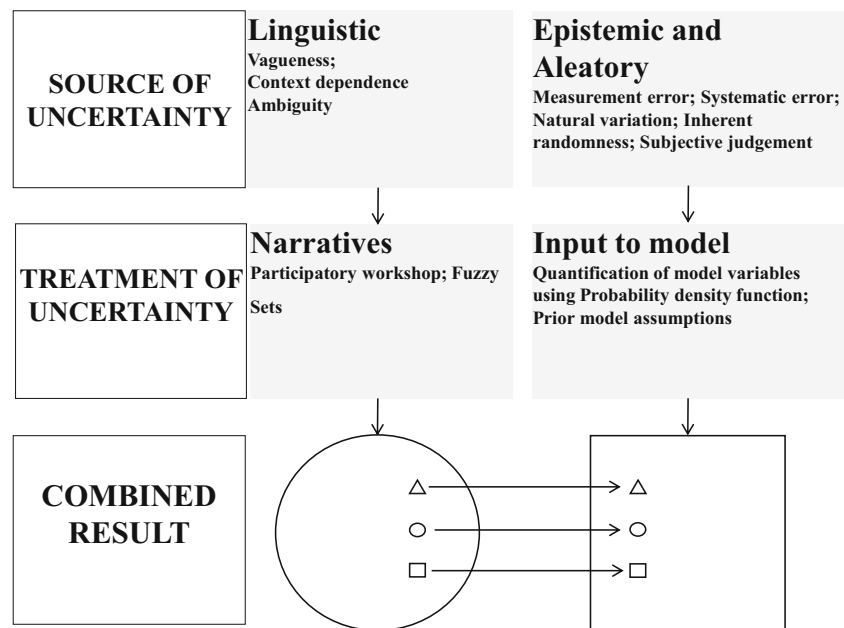 SOURCE OF
UNCERTAINTY
Linguistic
Vagueness;
Context dependence
Ambiguity
Epistemic and
Aleatory
Measurement error; Systematic error;
Natural variation; Inherent
randomness; Subjective judgement
TREATMENT OF
UNCERTAINTY
Narratives
Participatory workshop; Fuzzy
Sets
Input to model
Quantification of model variables
using Probability density function;
Prior model assumptions
COMBINED
RESULT